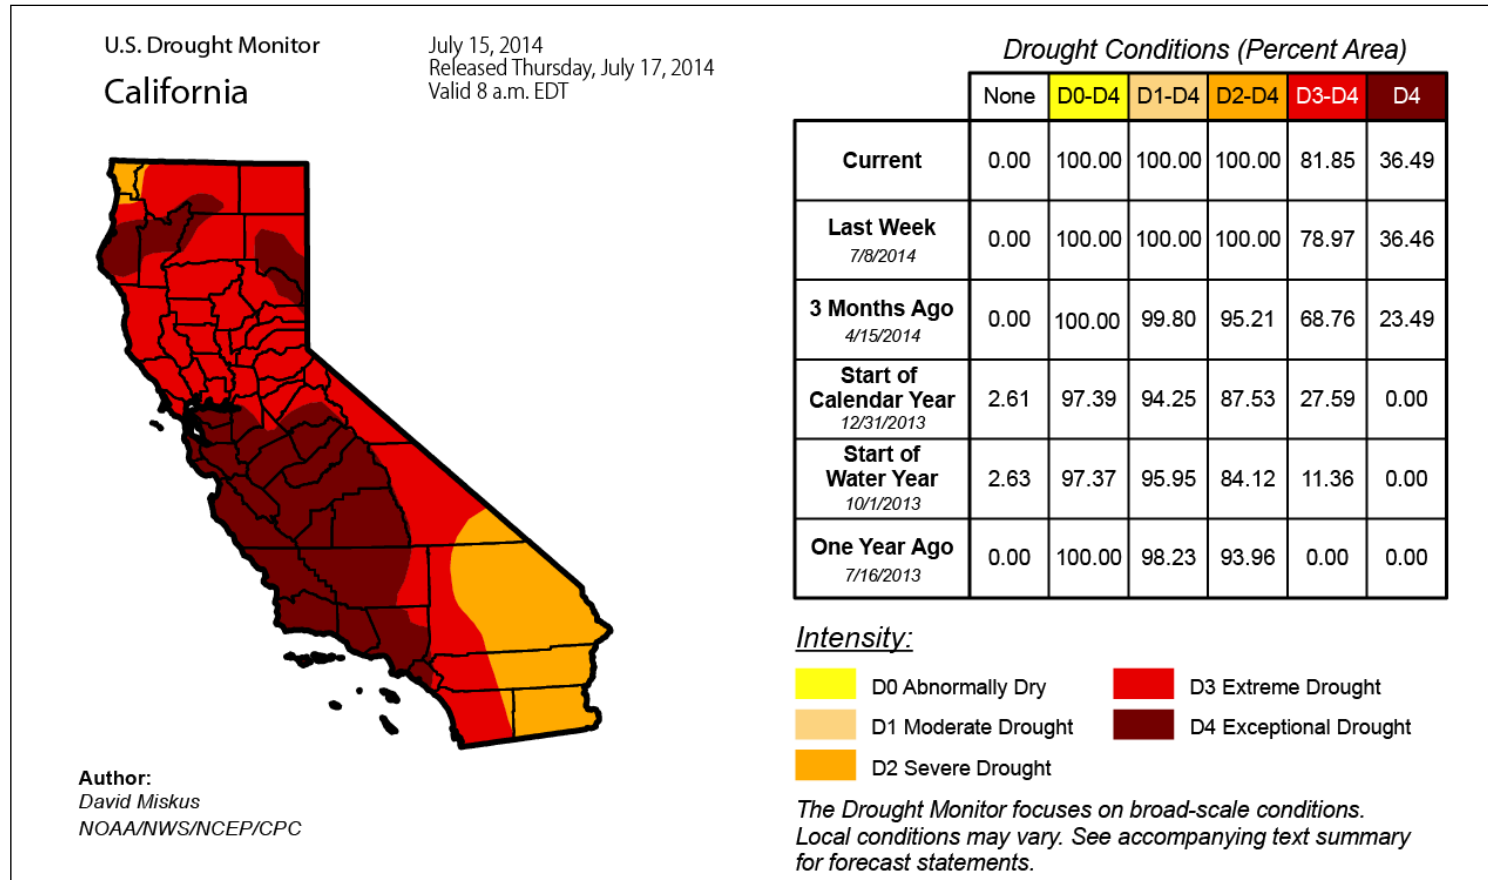 U.S. Drought Monitor
California
July 15, 2014
Released Thursday, July 17, 2014
Valid 8 a.m. EDT
Drought Conditions (Percent Area)
None D0-D4 D1-D4 D2-D4 D3-D4 D4
Current 0.00 100.00 100.00 100.00 81.85 36.49
Last Week
7/8/2014
0.00 100.00 100.00 100.00 78.97 36.46
3 Months Ago
4/15/2014
0.00 100.00 99.80 95.21 68.76 23.49
Start of
Calendar Year
12/31/2013
2.61 97.39 94.25 87.53 27.59 0.00
Start of
Water Year
10/1/2013
2.63 97.37 95.95 84.12 11.36 0.00
One Year Ago
7/16/2013
0.00 100.00 98.23 93.96 0.00 0.00
Intensity:
D0 Abnormally Dry
D1 Moderate Drought
D2 Severe Drought
D3 Extreme Drought
D4 Exceptional Drought
The Drought Monitor focuses on broad-scale conditions.
Local conditions may vary. See accompanying text summary
for forecast statements.
Author:
David Miskus
NOAA/NWS/NCEP/CPC